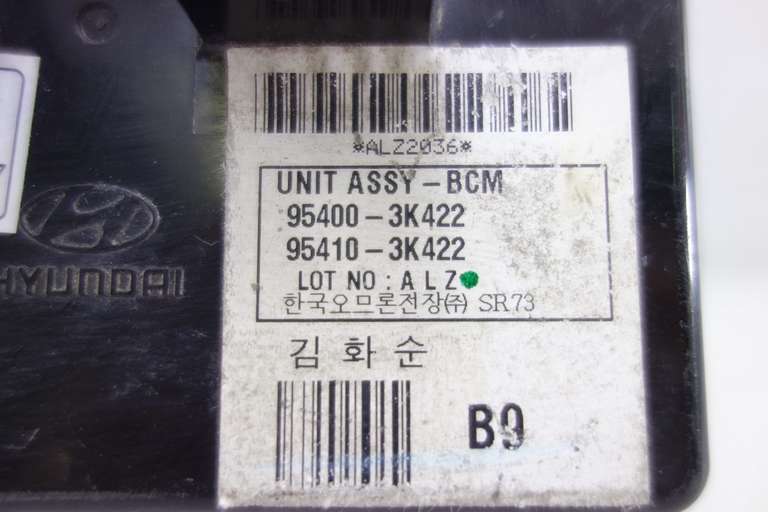 *ALZ2036*
UNIT ASSY-BCM
95400-3K422
95410-3K422
LOT NO : A L Z
한국오므론전장㈜ SR73
김 화 순
B9
HYUNDAI